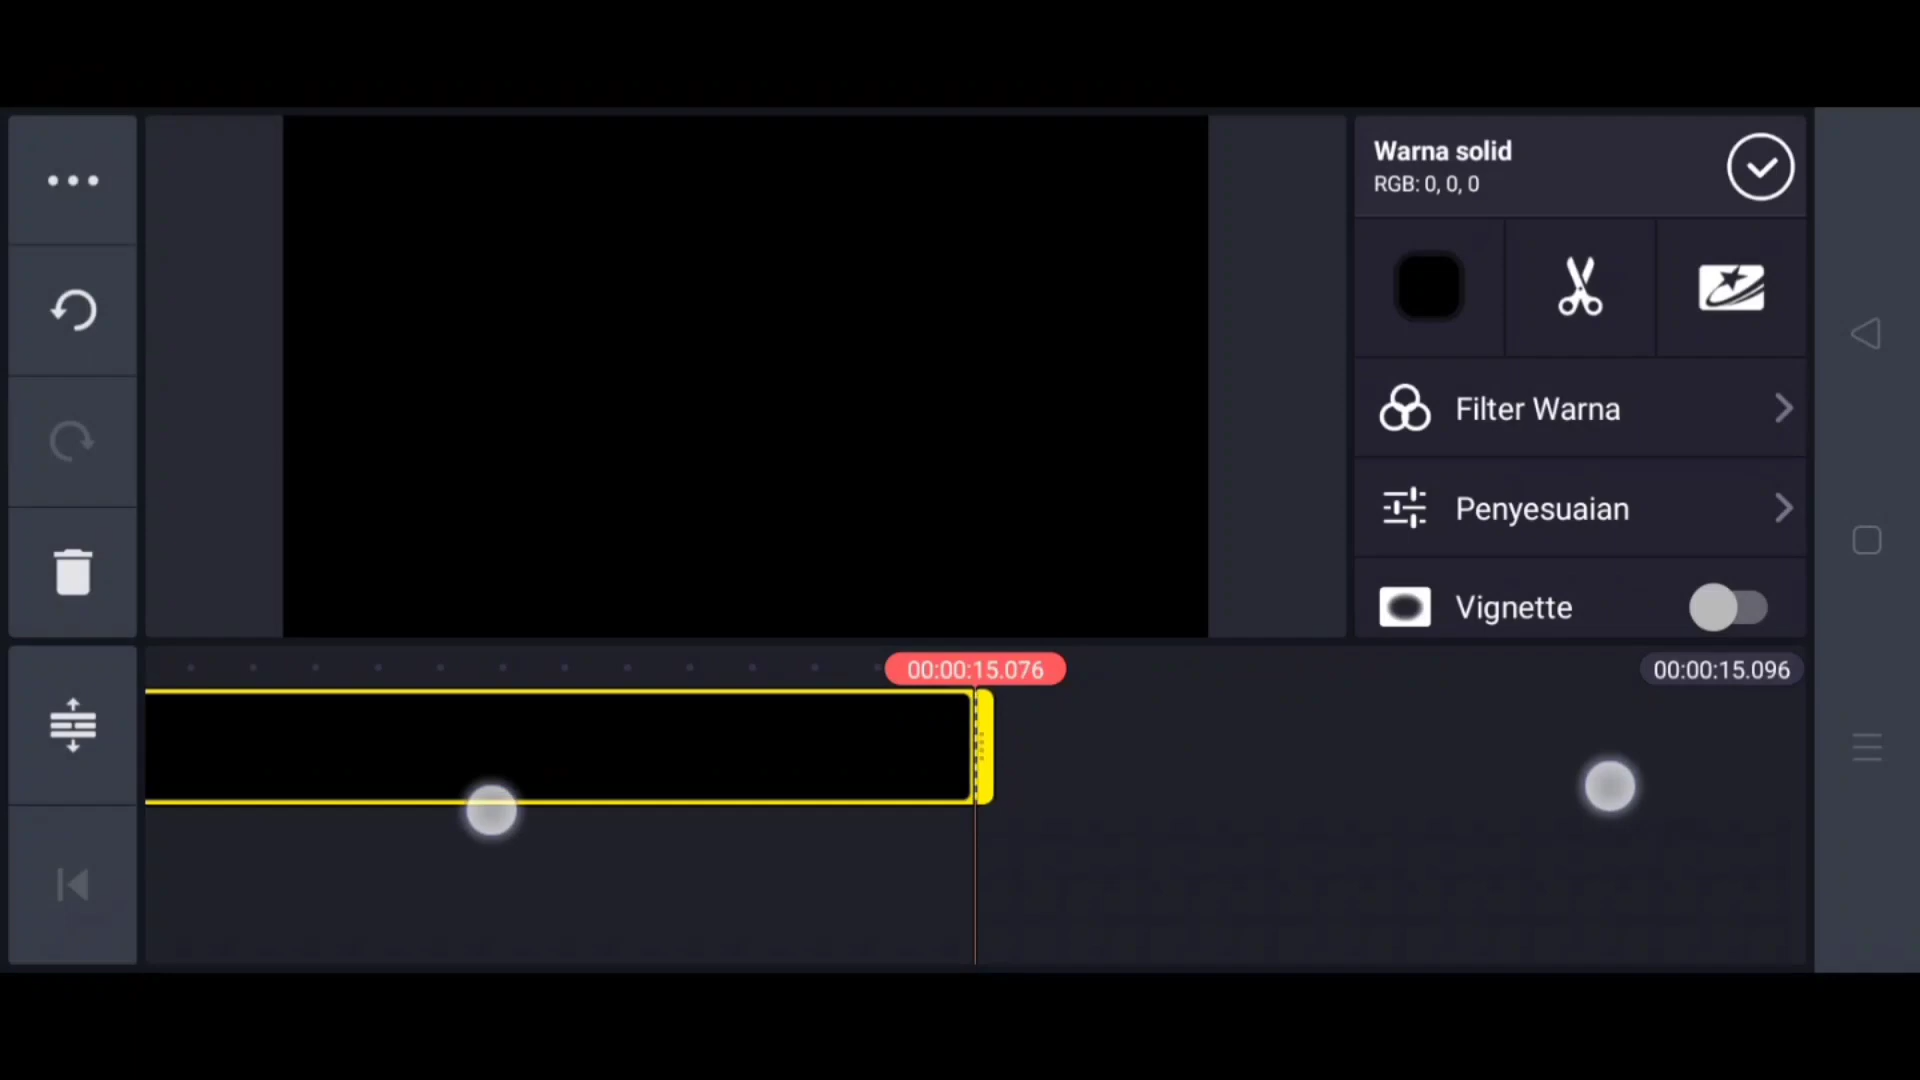 Warna solid
RGB: 0, 0, 0
Filter Warna
Penyesuaian
Vignette
00:00:15.076
00:00:15.096